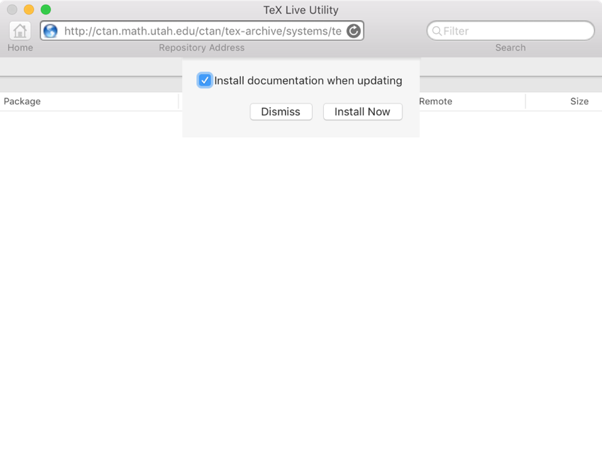 TeX Live Utility
http://ctan.math.utah.edu/ctan/tex-archive/systems/te
Filter
Home
Repository Address
Search
Install documentation when updating
Dismiss
Install Now
Package
Remote
Size